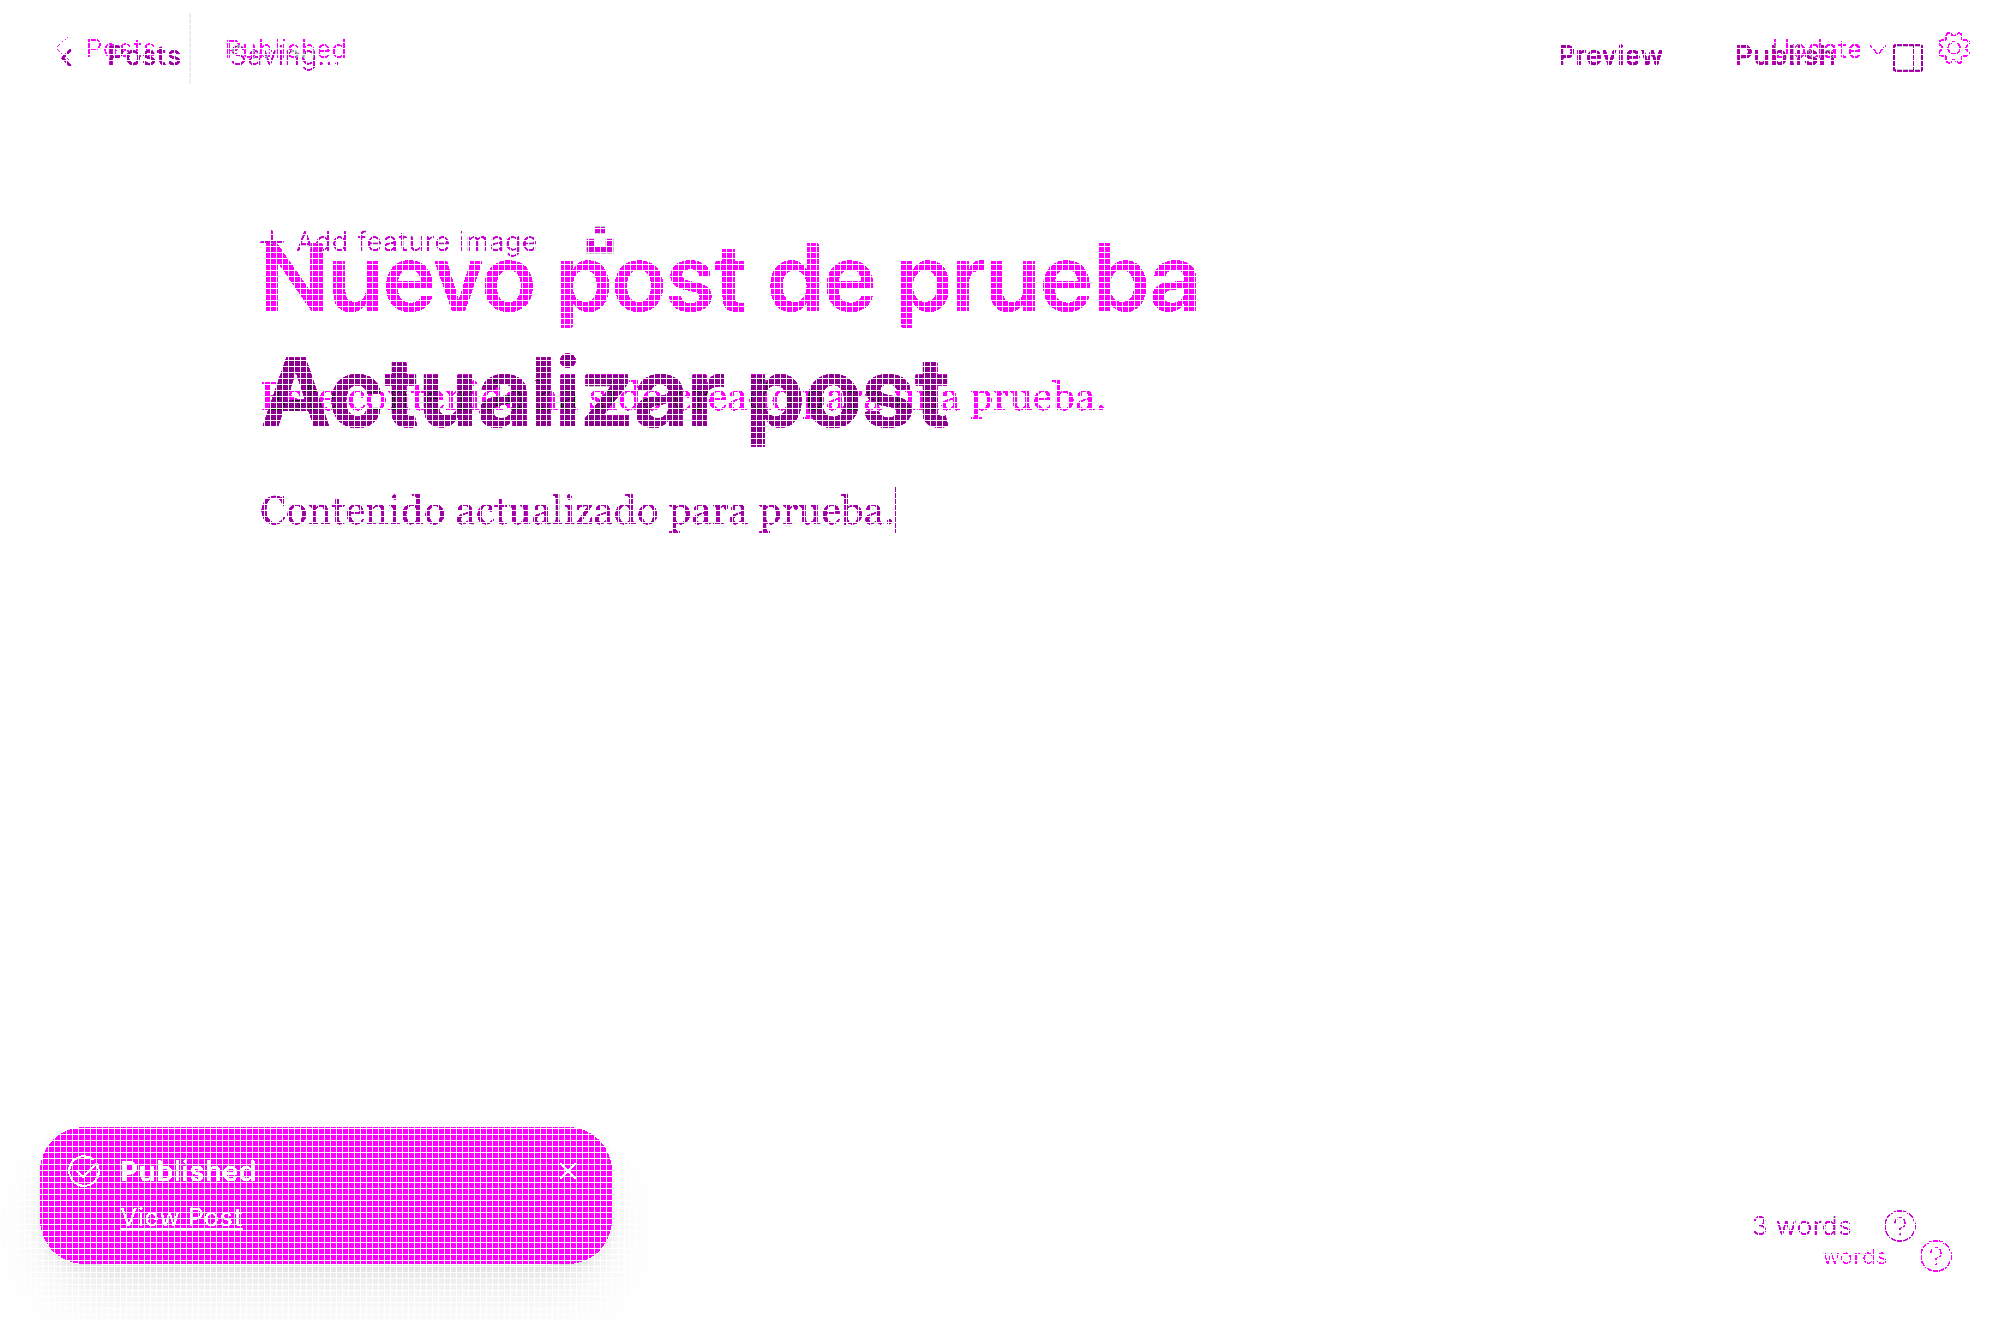 Posts
Posts
Published
Saving...
Preview
Publish
Update
Add feature image
Nuevo post de prueba
Actualizar post
prueba.
Contenido actualizado para prueba.
Published
View Post
3 words
words